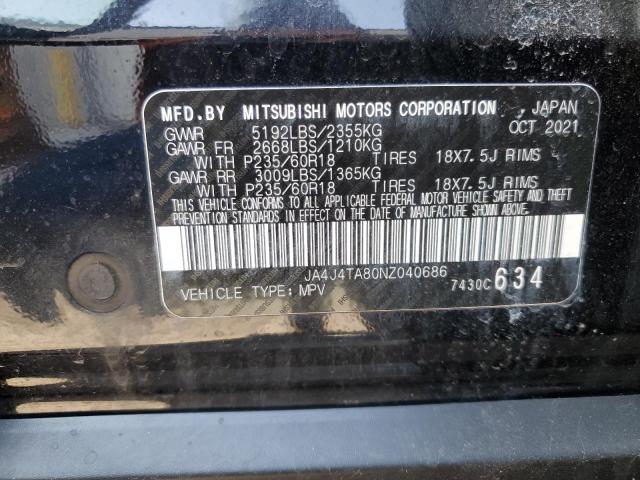 MFD.BY MITSUBISHI MOTORS CORPORATION JAPAN
GVWR 5192LBS/2355KG OCT 2021
GAWR FR 2668LBS/1210KG
WITH P235/60R18 TIRES 18X7.5J RIMS
GAWR RR 3009LBS/1365KG
WITH P235/60R18 TIRES 18X7.5J RIMS
THIS VEHICLE CONFORMS TO ALL APPLICABLE FEDERAL MOTOR VEHICLE SAFETY AND THEFT
PREVENTION STANDARDS IN EFFECT ON THE DATE OF MANUFACTURE SHOWN ABOVE.
JA4J4TA80NZ040686
VEHICLE TYPE: MPV 7430C 634